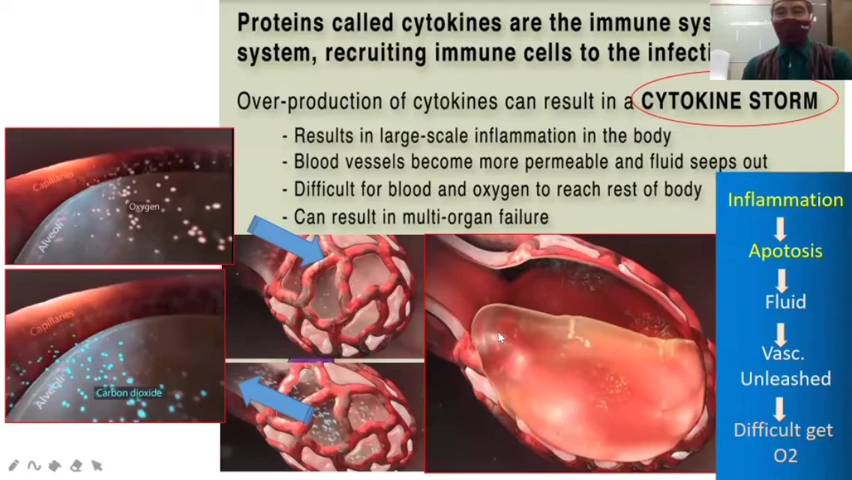 Proteins called cytokines are the immune
system, recruiting immune cells to the
Over-production of cytokines can result in a CYTOKINE STORM
- Results in large-scale inflammation in the body
- Blood vessels become more permeable and fluid seeps out
- Difficult for blood and oxygen to reach rest of body
- Can result in multi-organ failure
Capillaries
Oxygen
Alveoli
Capillaries
Carbon dioxide
Alveoli
Inflammation
Apotosis
Fluid
Vasc.
Unleashed
Difficult get
O2